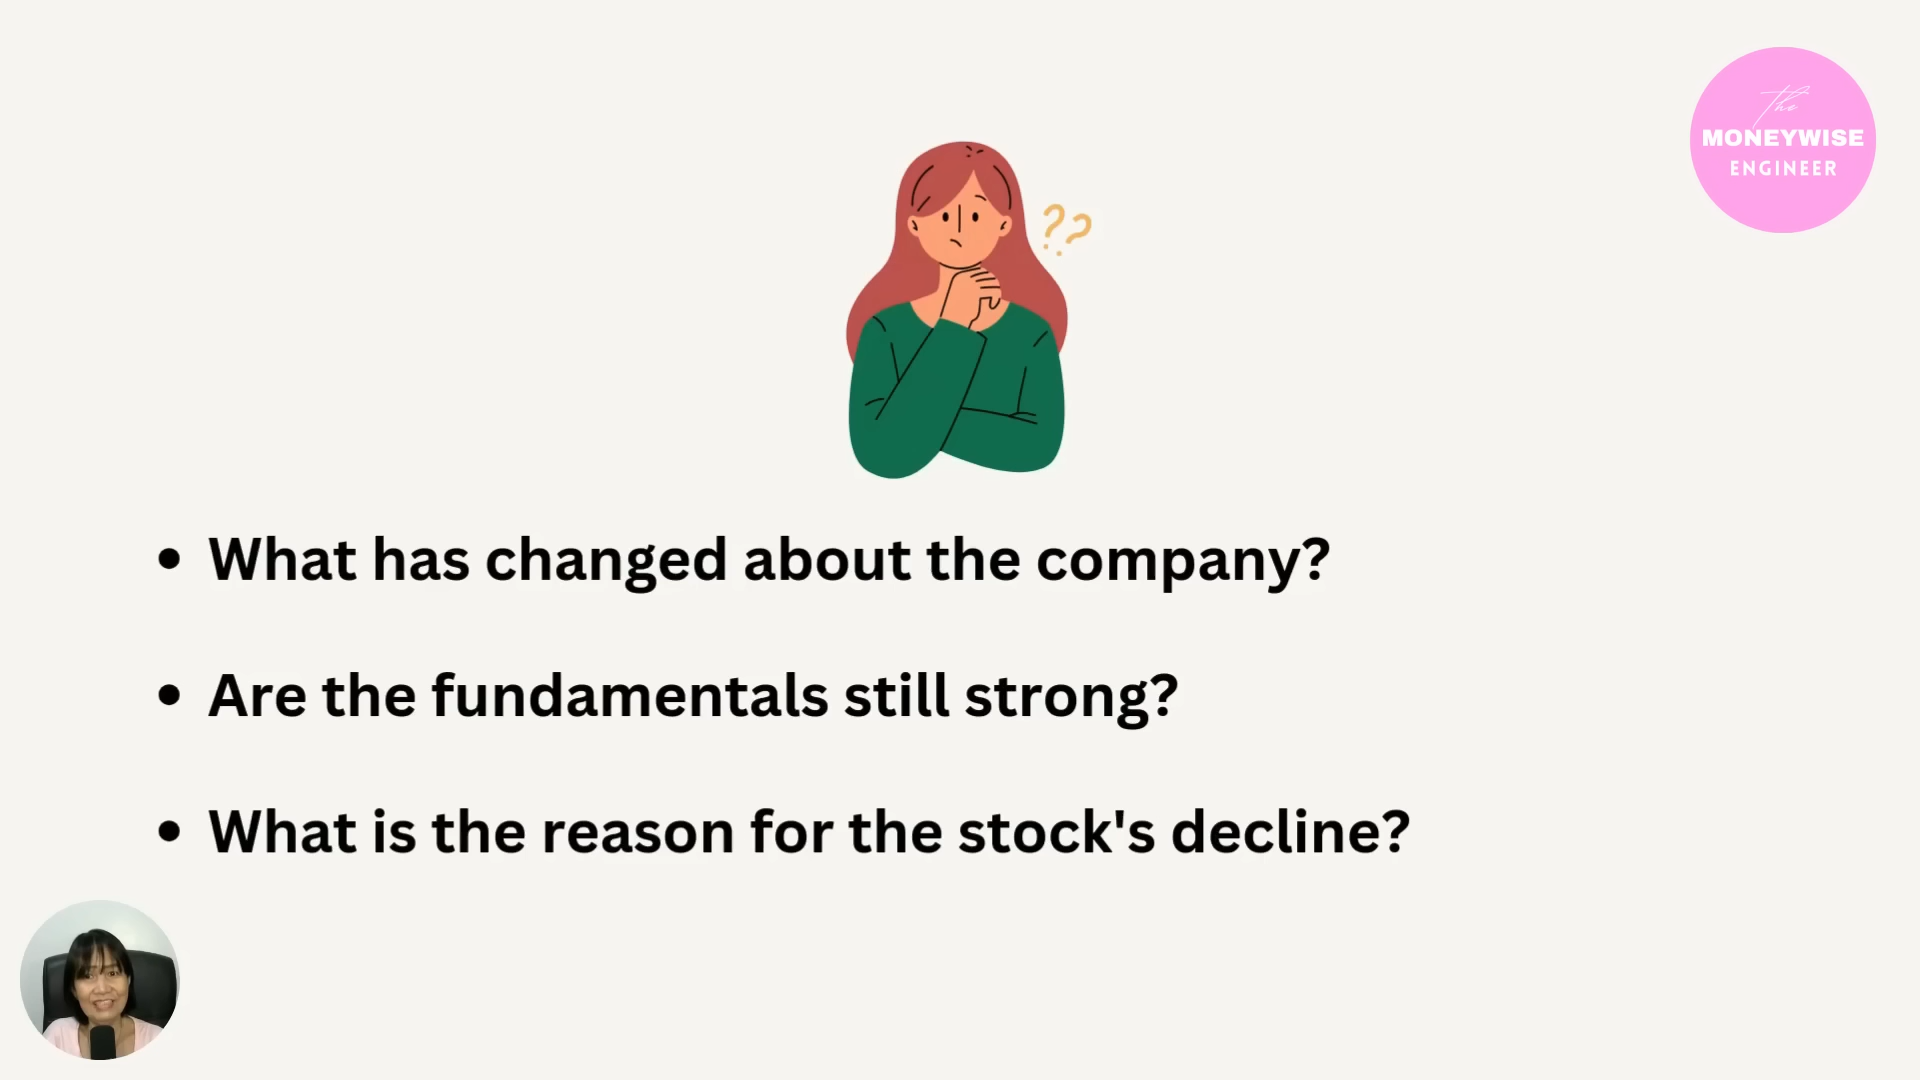 The
MONEYWISE
ENGINEER
??
• What has changed about the company?
• Are the fundamentals still strong?
• What is the reason for the stock's decline?